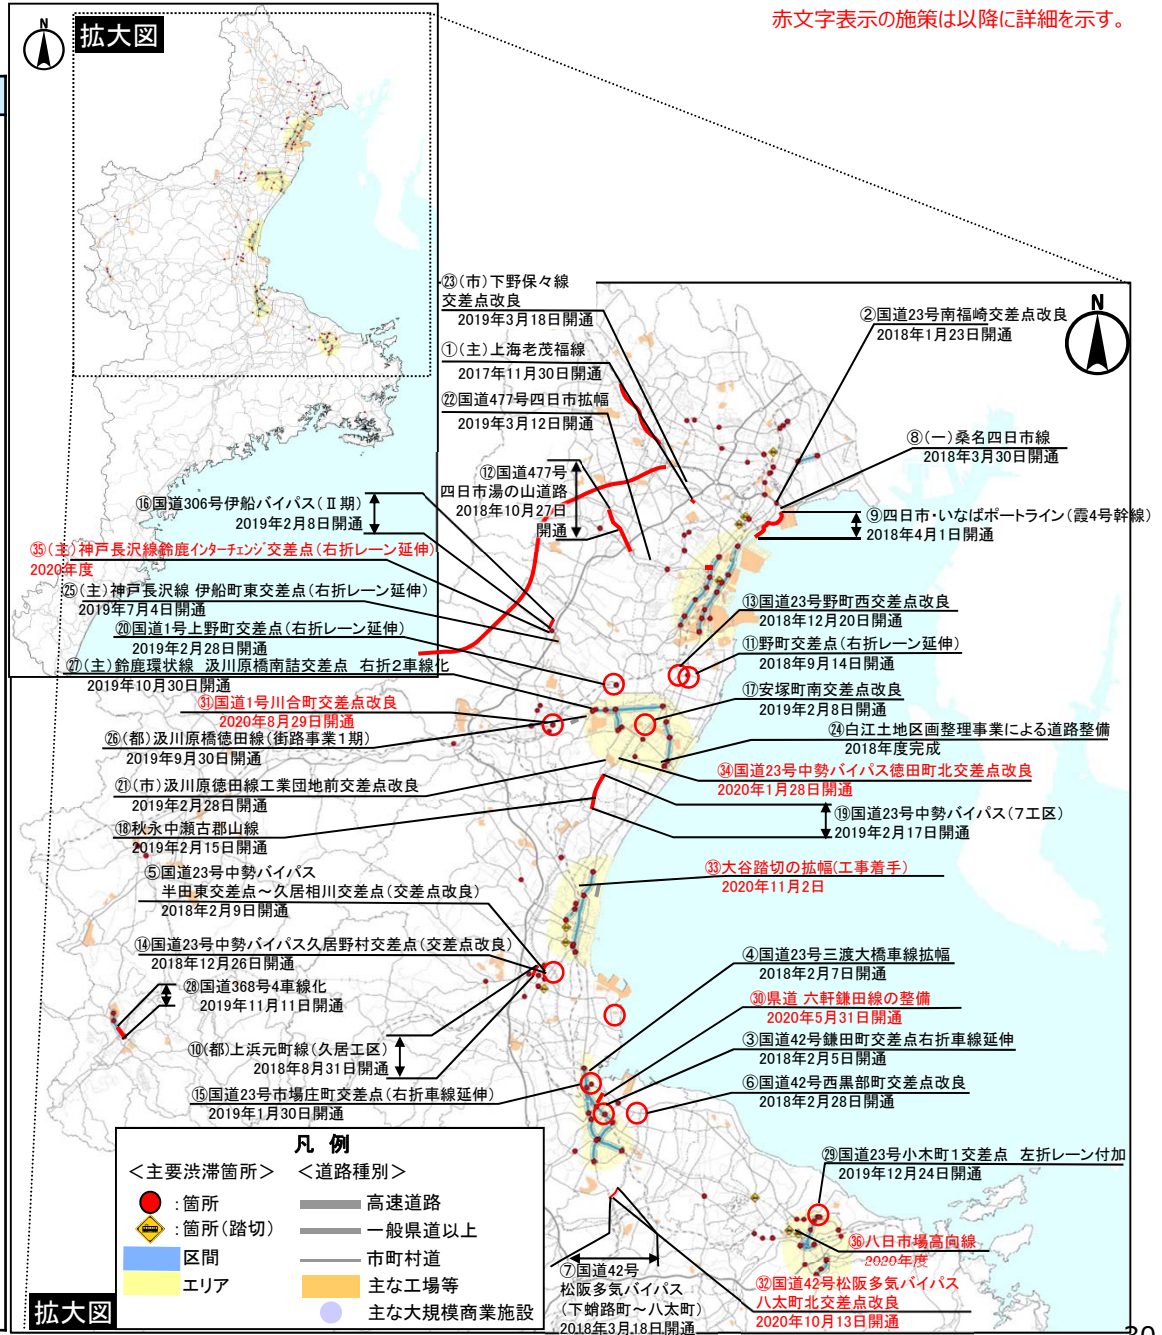 赤文字表示の施策は以降に詳細を示す。
N
拡大図
㉓(市)下野保々線
交差点改良
2019年3月18日開通
①(主)上海老茂福線
2017年11月30日開通
㉒国道477号四日市拡幅
2019年3月12日開通
N
②国道23号南福崎交差点改良
2018年1月23日開通
⑧(一)桑名四日市線
2018年3月30日開通
⑫国道477号
四日市湯の山道路
2018年10月27日
開通
⑨四日市・いなばポートライン(霞4号幹線)
2018年4月1日開通
⑯国道306号伊船バイパス(Ⅱ期)
2019年2月8日開通
㉟(主)神戸長沢線鈴鹿インターチェンジ交差点(右折レーン延伸)
2020年度
㉕(主)神戸長沢線 伊船町東交差点(右折レーン延伸)
2019年7月4日開通
⑳国道1号上野町交差点(右折レーン延伸)
2019年2月28日開通
㉗(主)鈴鹿環状線 汲川原橋南詰交差点 右折2車線化
2019年10月30日開通
㉛国道1号川合町交差点改良
2020年8月29日開通
㉖(都)汲川原橋徳田線(街路事業1期)
2019年9月30日開通
㉑(市)汲川原徳田線工業団地前交差点改良
2019年2月28日開通
⑱秋永中瀬古郡山線
2019年2月15日開通
⑬国道23号野町西交差点改良
2018年12月20日開通
⑪野町交差点(右折レーン延伸)
2018年9月14日開通
⑰安塚町南交差点改良
2019年2月8日開通
㉔白江土地区画整理事業による道路整備
2018年度完成
㉞国道23号中勢バイパス徳田町北交差点改良
2020年1月28日開通
⑲国道23号中勢バイパス(7工区)
2019年2月17日開通
⑤国道23号中勢バイパス
半田東交差点～久居相川交差点(交差点改良)
2018年2月9日開通
㉝大谷踏切の拡幅(工事着手)
2020年11月2日
⑭国道23号中勢バイパス久居野村交差点(交差点改良)
2018年12月26日開通
㉘国道368号4車線化
2019年11月11日開通
④国道23号三渡大橋車線拡幅
2018年2月7日開通
㉚県道 六軒鎌田線の整備
2020年5月31日開通
⑩(都)上浜元町線(久居工区)
2018年8月31日開通
③国道42号鎌田町交差点右折車線延伸
2018年2月5日開通
⑮国道23号市場庄町交差点(右折車線延伸)
2019年1月30日開通
⑥国道42号西黒部町交差点改良
2018年2月28日開通
㉙国道23号小木町1交差点 左折レーン付加
2019年12月24日開通
㊱八日市場高向線
2020年度
⑦国道42号
松阪多気バイパス
(下蛸路町～八太町)
2018年3月18日開通
㉜国道42号松阪多気バイパス
八太町北交差点改良
2020年10月13日開通
凡 例
＜主要渋滞箇所＞ ＜道路種別＞
:箇所 高速道路
:箇所(踏切) 一般県道以上
区間 市町村道
エリア 主な工場等
主な大規模商業施設
拡大図